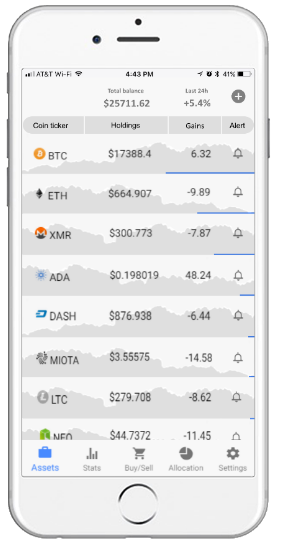 AT&T Wi-Fi 4:43 PM 41%
Total balance Last 24h
$25711.62 +5.4%
Coin ticker Holdings Gains Alert
BTC $17388.4 6.32
ETH $664.907 -9.89
XMR $300.773 -7.87
ADA $0.198019 48.24
DASH $876.938 -6.44
MIOTA $3.55575 -14.58
LTC $279.708 -8.62
NEO $44.7372 -11.45
Assets Stats Buy/Sell Allocation Settings